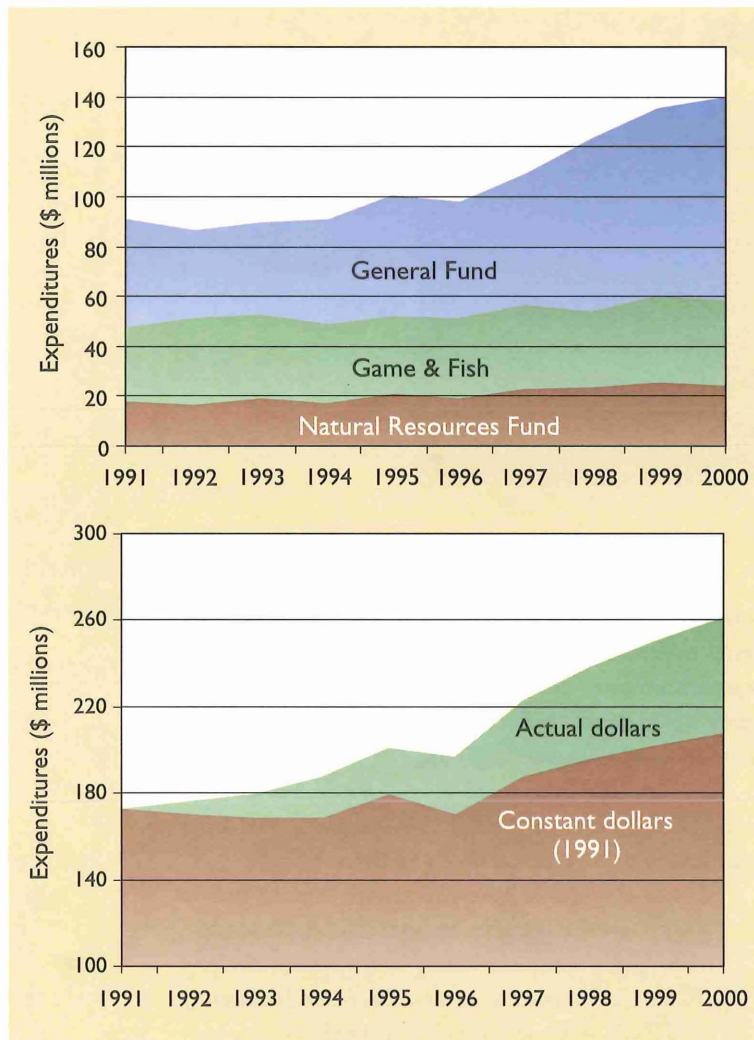 160
140
120
100
80
60
40
20
0
Expenditures ($ millions)
General Fund
Game & Fish
Natural Resources Fund
1991 1992 1993 1994 1995 1996 1997 1998 1999 2000
300
260
220
180
140
100
Expenditures ($ millions)
Actual dollars
Constant dollars
(1991)
1991 1992 1993 1994 1995 1996 1997 1998 1999 2000